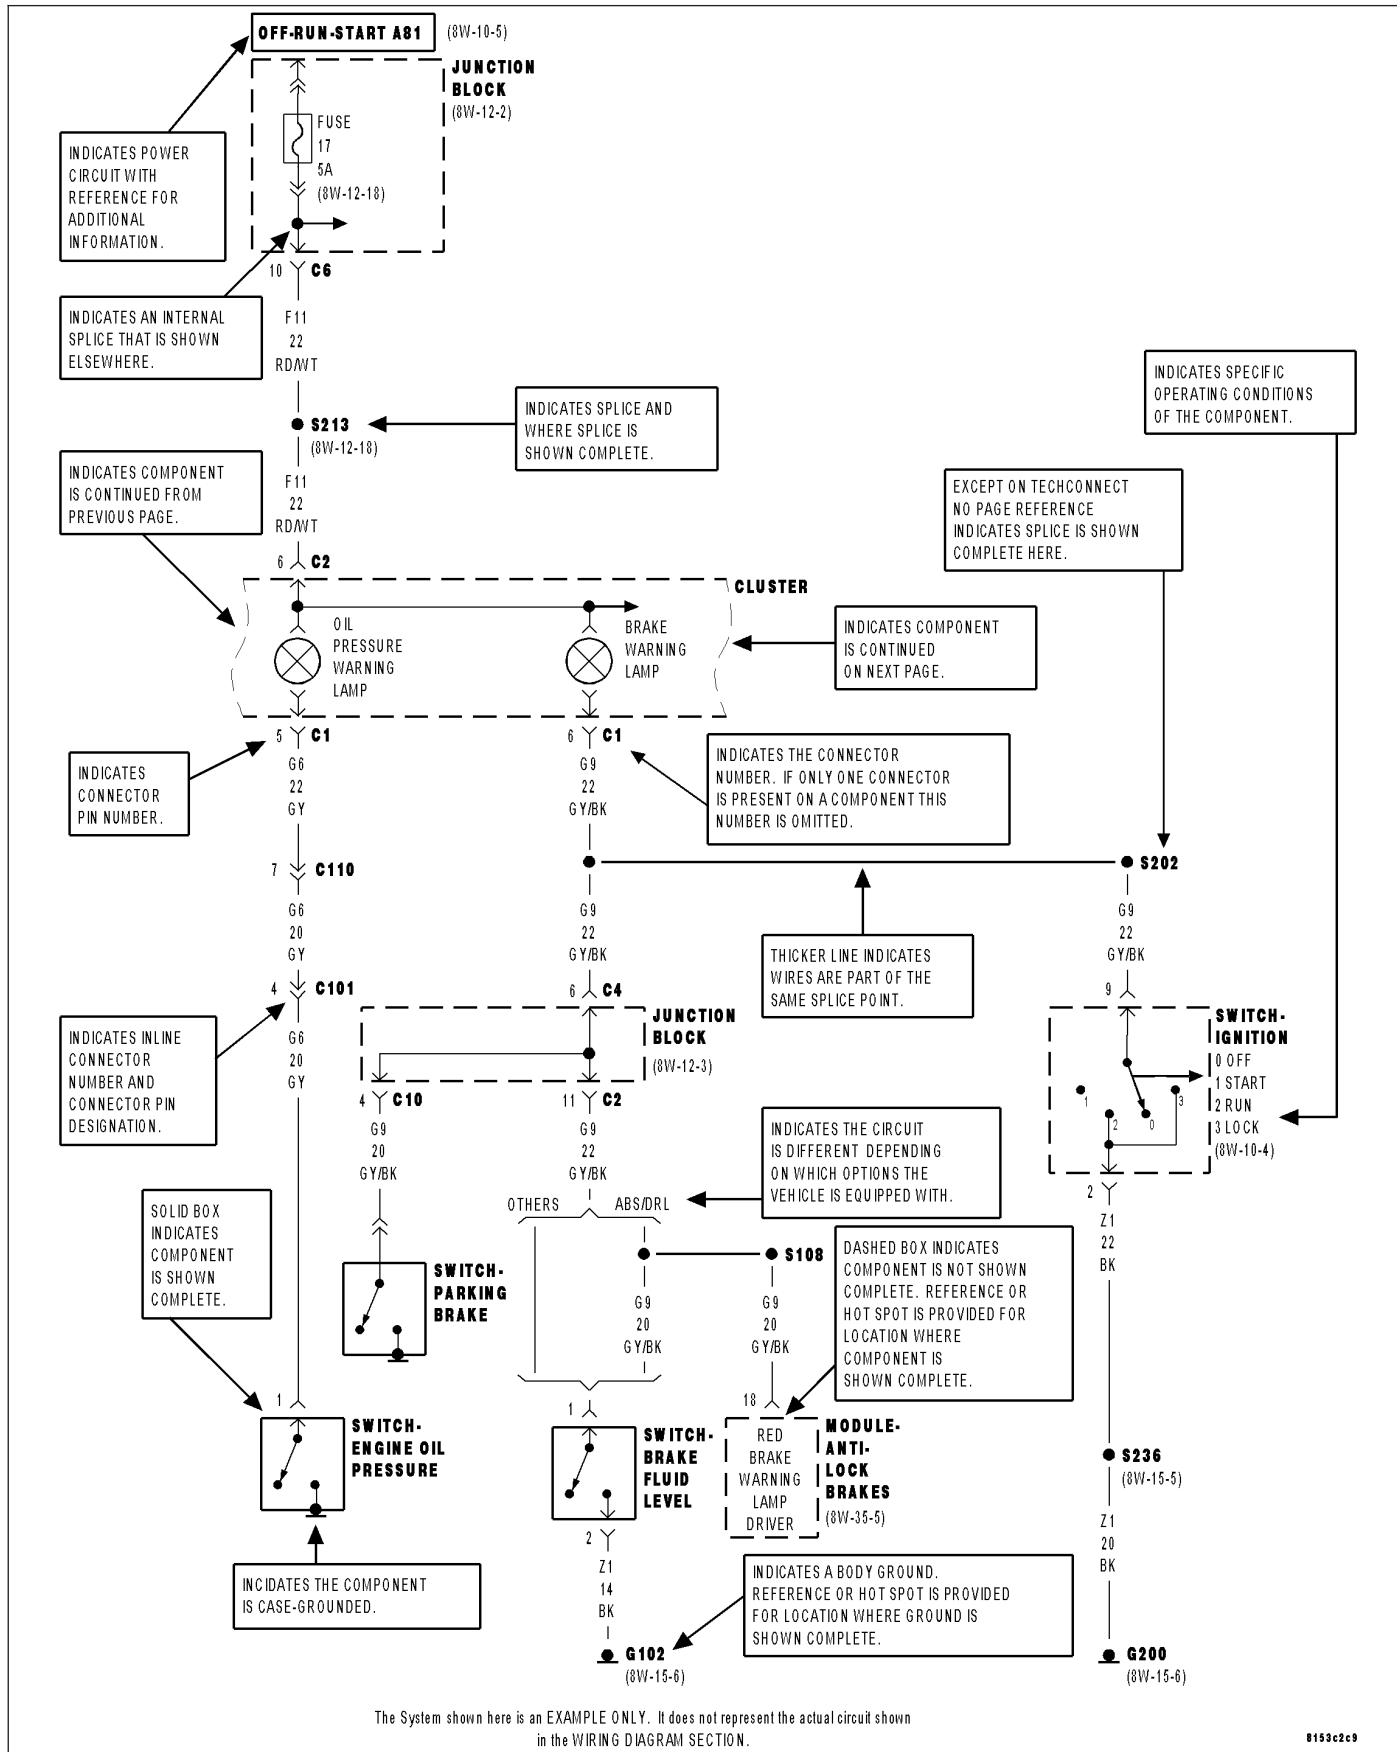 OFF-RUN-START A81 (8W-10-5)
JUNCTION
BLOCK
(8W-12-2)
FUSE
17
5A
(8W-12-18)
INDICATES POWER
CIRCUIT WITH
REFERENCE FOR
ADDITIONAL
INFORMATION.
10 C6
INDICATES AN INTERNAL
SPLICE THAT IS SHOWN
ELSEWHERE.
F11
22
RD/WT
INDICATES SPECIFIC
OPERATING CONDITIONS
OF THE COMPONENT.
S213
(8W-12-18)
INDICATES SPLICE AND
WHERE SPLICE IS
SHOWN COMPLETE.
INDICATES COMPONENT
IS CONTINUED FROM
PREVIOUS PAGE.
F11
22
RD/WT
EXCEPT ON TECHCONNECT
NO PAGE REFERENCE
INDICATES SPLICE IS SHOWN
COMPLETE HERE.
6 C2
CLUSTER
OIL
PRESSURE
WARNING
LAMP
BRAKE
WARNING
LAMP
INDICATES COMPONENT
IS CONTINUED
ON NEXT PAGE.
5 C1
6 C1
INDICATES
CONNECTOR
PIN NUMBER.
G6
22
GY
G9
22
GY/BK
INDICATES THE CONNECTOR
NUMBER. IF ONLY ONE CONNECTOR
IS PRESENT ON A COMPONENT THIS
NUMBER IS OMITTED.
7 C110
S202
G6
20
GY
G9
22
GY/BK
G9
22
GY/BK
THICKER LINE INDICATES
WIRES ARE PART OF THE
SAME SPLICE POINT.
4 C101
6 C4
9
INDICATES INLINE
CONNECTOR
NUMBER AND
CONNECTOR PIN
DESIGNATION.
G6
20
GY
JUNCTION
BLOCK
(8W-12-3)
SWITCH-
IGNITION
0 OFF
1 START
2 RUN
3 LOCK
(8W-10-4)
1
2
0
3
4 C10
11 C2
G9
20
GY/BK
G9
22
GY/BK
INDICATES THE CIRCUIT
IS DIFFERENT DEPENDING
ON WHICH OPTIONS THE
VEHICLE IS EQUIPPED WITH.
2
Z1
22
BK
OTHERS
ABS/DRL
SOLID BOX
INDICATES
COMPONENT
IS SHOWN
COMPLETE.
SWITCH-
PARKING
BRAKE
S108
DASHED BOX INDICATES
COMPONENT IS NOT SHOWN
COMPLETE. REFERENCE OR
HOT SPOT IS PROVIDED FOR
LOCATION WHERE
COMPONENT IS
SHOWN COMPLETE.
G9
20
GY/BK
G9
20
GY/BK
1
1
18
SWITCH-
ENGINE OIL
PRESSURE
SWITCH-
BRAKE
FLUID
LEVEL
RED
BRAKE
WARNING
LAMP
DRIVER
MODULE-
ANTI-
LOCK
BRAKES
(8W-35-5)
S236
(8W-15-5)
2
Z1
14
BK
Z1
20
BK
INCIDATES THE COMPONENT
IS CASE-GROUNDED.
INDICATES A BODY GROUND.
REFERENCE OR HOT SPOT IS PROVIDED
FOR LOCATION WHERE GROUND IS
SHOWN COMPLETE.
G102
(8W-15-6)
G200
(8W-15-6)
The System shown here is an EXAMPLE ONLY. It does not represent the actual circuit shown
in the WIRING DIAGRAM SECTION.
8153c2c9